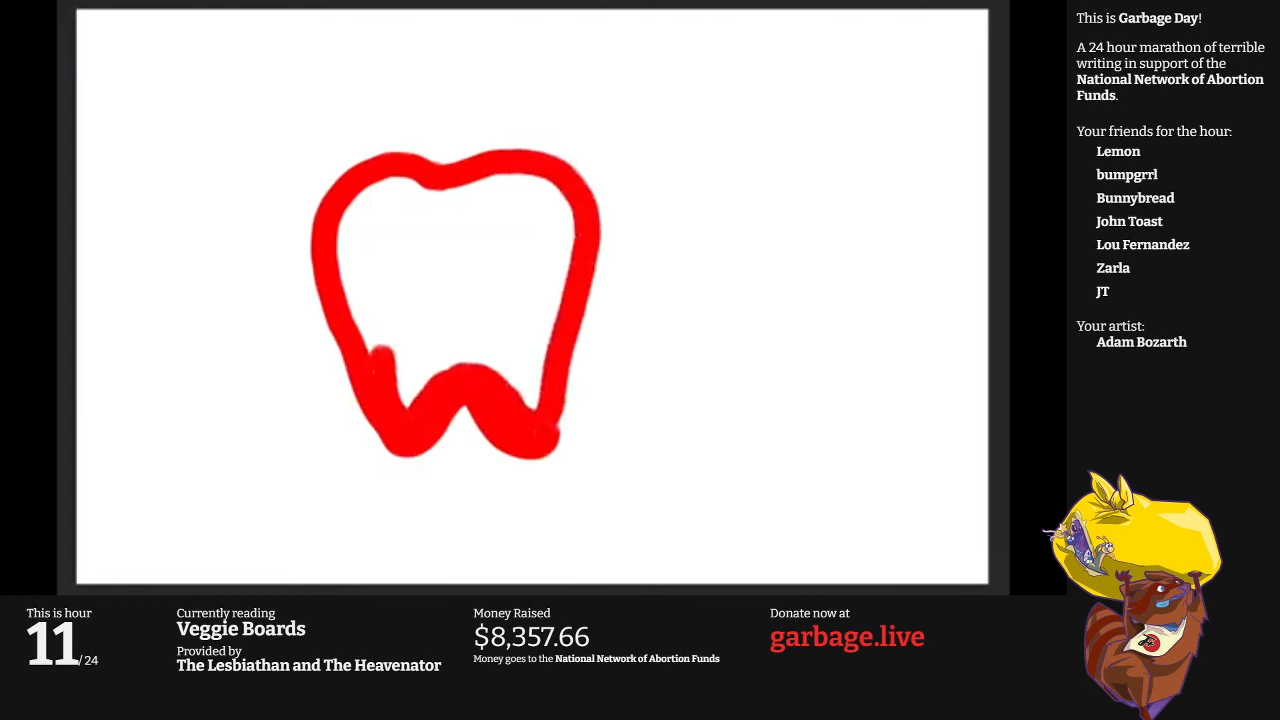 This is Garbage Day!
A 24 hour marathon of terrible
writing in support of the
National Network of Abortion
Funds.
Your friends for the hour:
Lemon
bumpgrrl
Bunnybread
John Toast
Lou Fernandez
Zarla
JT
Your artist:
Adam Bozarth
This is hour
11/ 24
Currently reading
Veggie Boards
Provided by
The Lesbiathan and The Heavenator
Money Raised
$8,357.66
Money goes to the National Network of Abortion Funds
Donate now at
garbage.live